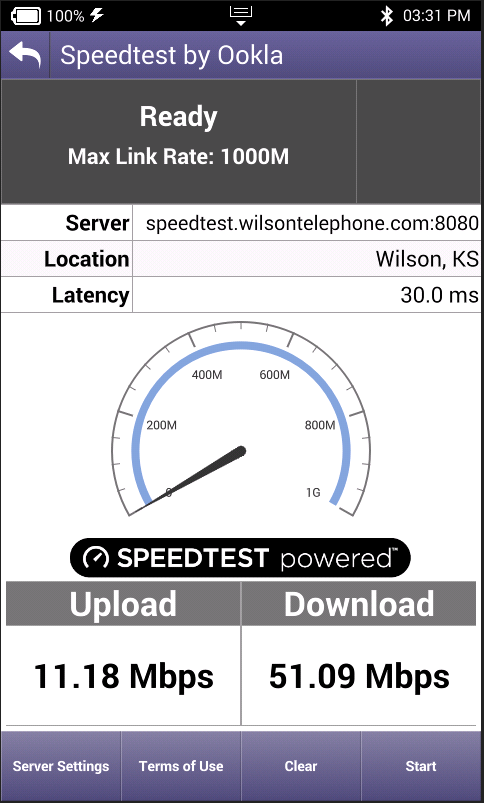 100% 03:31 PM
Speedtest by Ookla
Ready
Max Link Rate: 1000M
Server speedtest.wilsontelephone.com:8080
Location Wilson, KS
Latency 30.0 ms
400M 600M
200M 800M
0 1G
SPEEDTEST powered™
Upload Download
11.18 Mbps 51.09 Mbps
Server Settings Terms of Use Clear Start